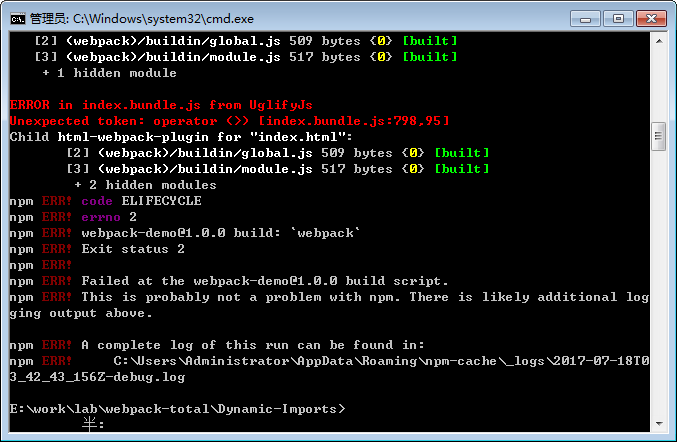 管理员: C:\Windows\system32\cmd.exe
[2] (webpack)/buildin/global.js 509 bytes {0} [built]
[3] (webpack)/buildin/module.js 517 bytes {0} [built]
+ 1 hidden module
ERROR in index.bundle.js from UglifyJs
Unexpected token: operator (>) [index.bundle.js:798,95]
Child html-webpack-plugin for "index.html":
[2] (webpack)/buildin/global.js 509 bytes {0} [built]
[3] (webpack)/buildin/module.js 517 bytes {0} [built]
+ 2 hidden modules
npm ERR! code ELIFECYCLE
npm ERR! errno 2
npm ERR! webpack-demo@1.0.0 build: `webpack`
npm ERR! Exit status 2
npm ERR!
npm ERR! Failed at the webpack-demo@1.0.0 build script.
npm ERR! This is probably not a problem with npm. There is likely additional log
ging output above.
npm ERR! A complete log of this run can be found in:
npm ERR!     C:\Users\Administrator\AppData\Roaming\npm-cache\_logs\2017-07-18T0
3_42_43_156Z-debug.log
E:\work\lab\webpack-total\Dynamic-Imports>
半: